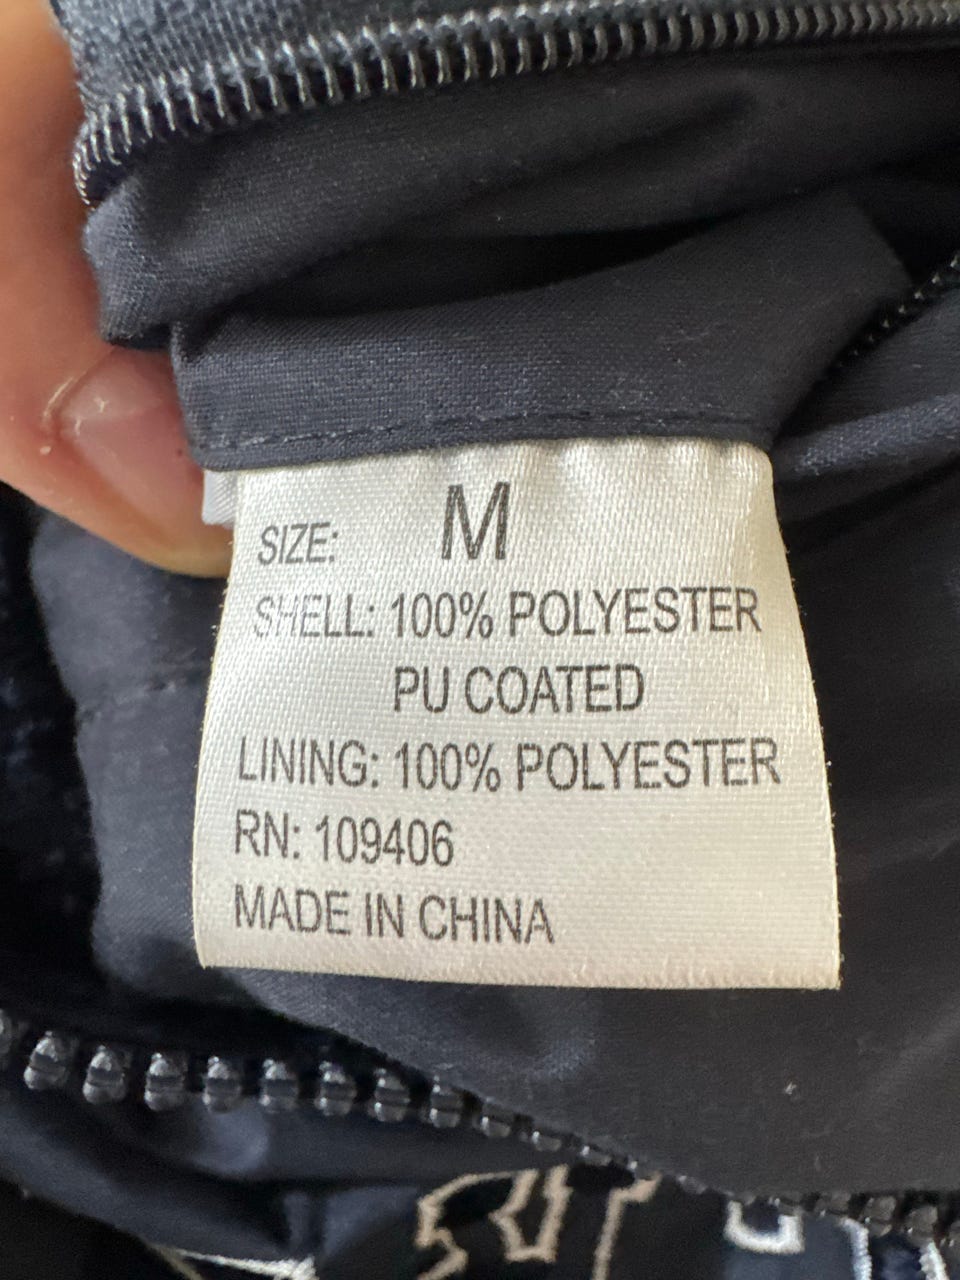 SIZE: M
SHELL: 100% POLYESTER
PU COATED
LINING: 100% POLYESTER
RN: 109406
MADE IN CHINA